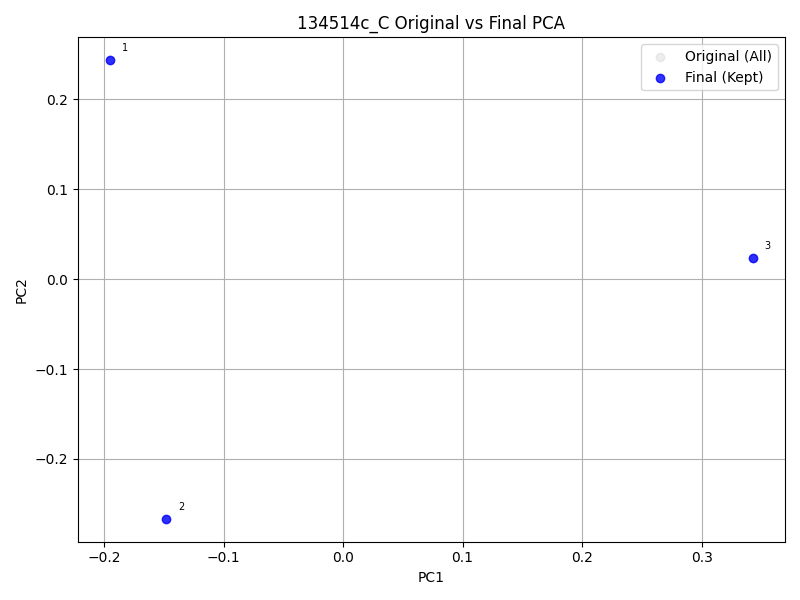 134514c_C Original vs Final PCA
Original (All)
Final (Kept)
1
2
3
0.2
0.1
0.0
−0.1
−0.2
PC2
−0.2
−0.1
0.0
0.1
0.2
0.3
PC1